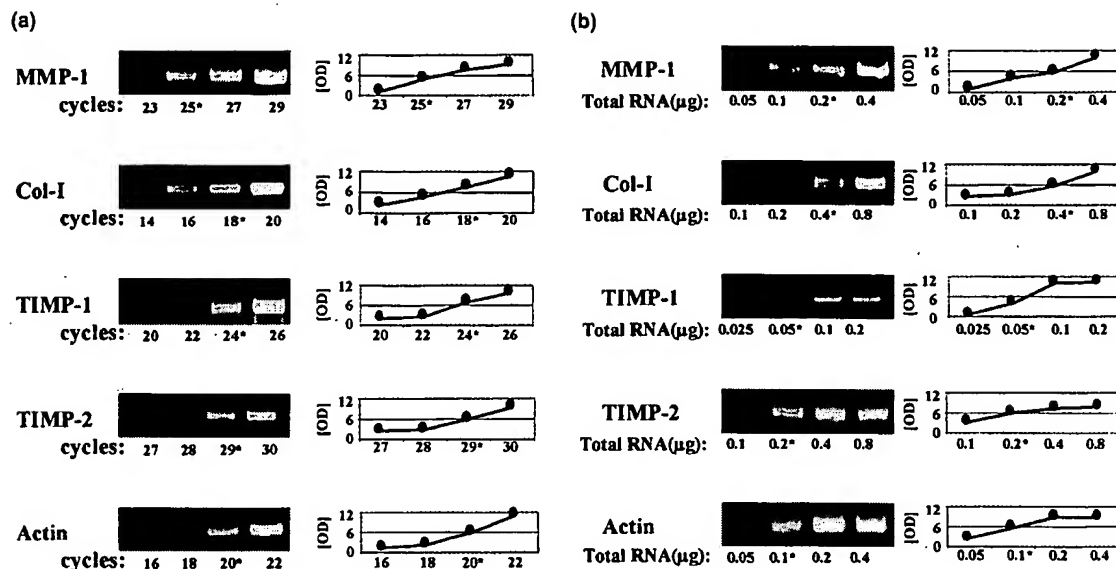 (a)
MMP-1
cycles: 23 25* 27 29
[OD]
12
6
0
23 25* 27 29
Col-I
cycles: 14 16 18* 20
[OD]
12
6
0
14 16 18* 20
TIMP-1
cycles: 20 22 24* 26
[OD]
12
6
0
20 22 24* 26
TIMP-2
cycles: 27 28 29* 30
[OD]
12
6
0
27 28 29* 30
Actin
cycles: 16 18 20* 22
[OD]
12
6
0
16 18 20* 22
(b)
MMP-1
Total RNA(µg): 0.05 0.1 0.2* 0.4
[OD]
12
6
0
0.05 0.1 0.2* 0.4
Col-I
Total RNA(µg): 0.1 0.2 0.4* 0.8
[OD]
12
6
0
0.1 0.2 0.4* 0.8
TIMP-1
Total RNA(µg): 0.025 0.05* 0.1 0.2
[OD]
12
6
0
0.025 0.05* 0.1 0.2
TIMP-2
Total RNA(µg): 0.1 0.2* 0.4 0.8
[OD]
12
6
0
0.1 0.2* 0.4 0.8
Actin
Total RNA(µg): 0.05 0.1* 0.2 0.4
[OD]
12
6
0
0.05 0.1* 0.2 0.4